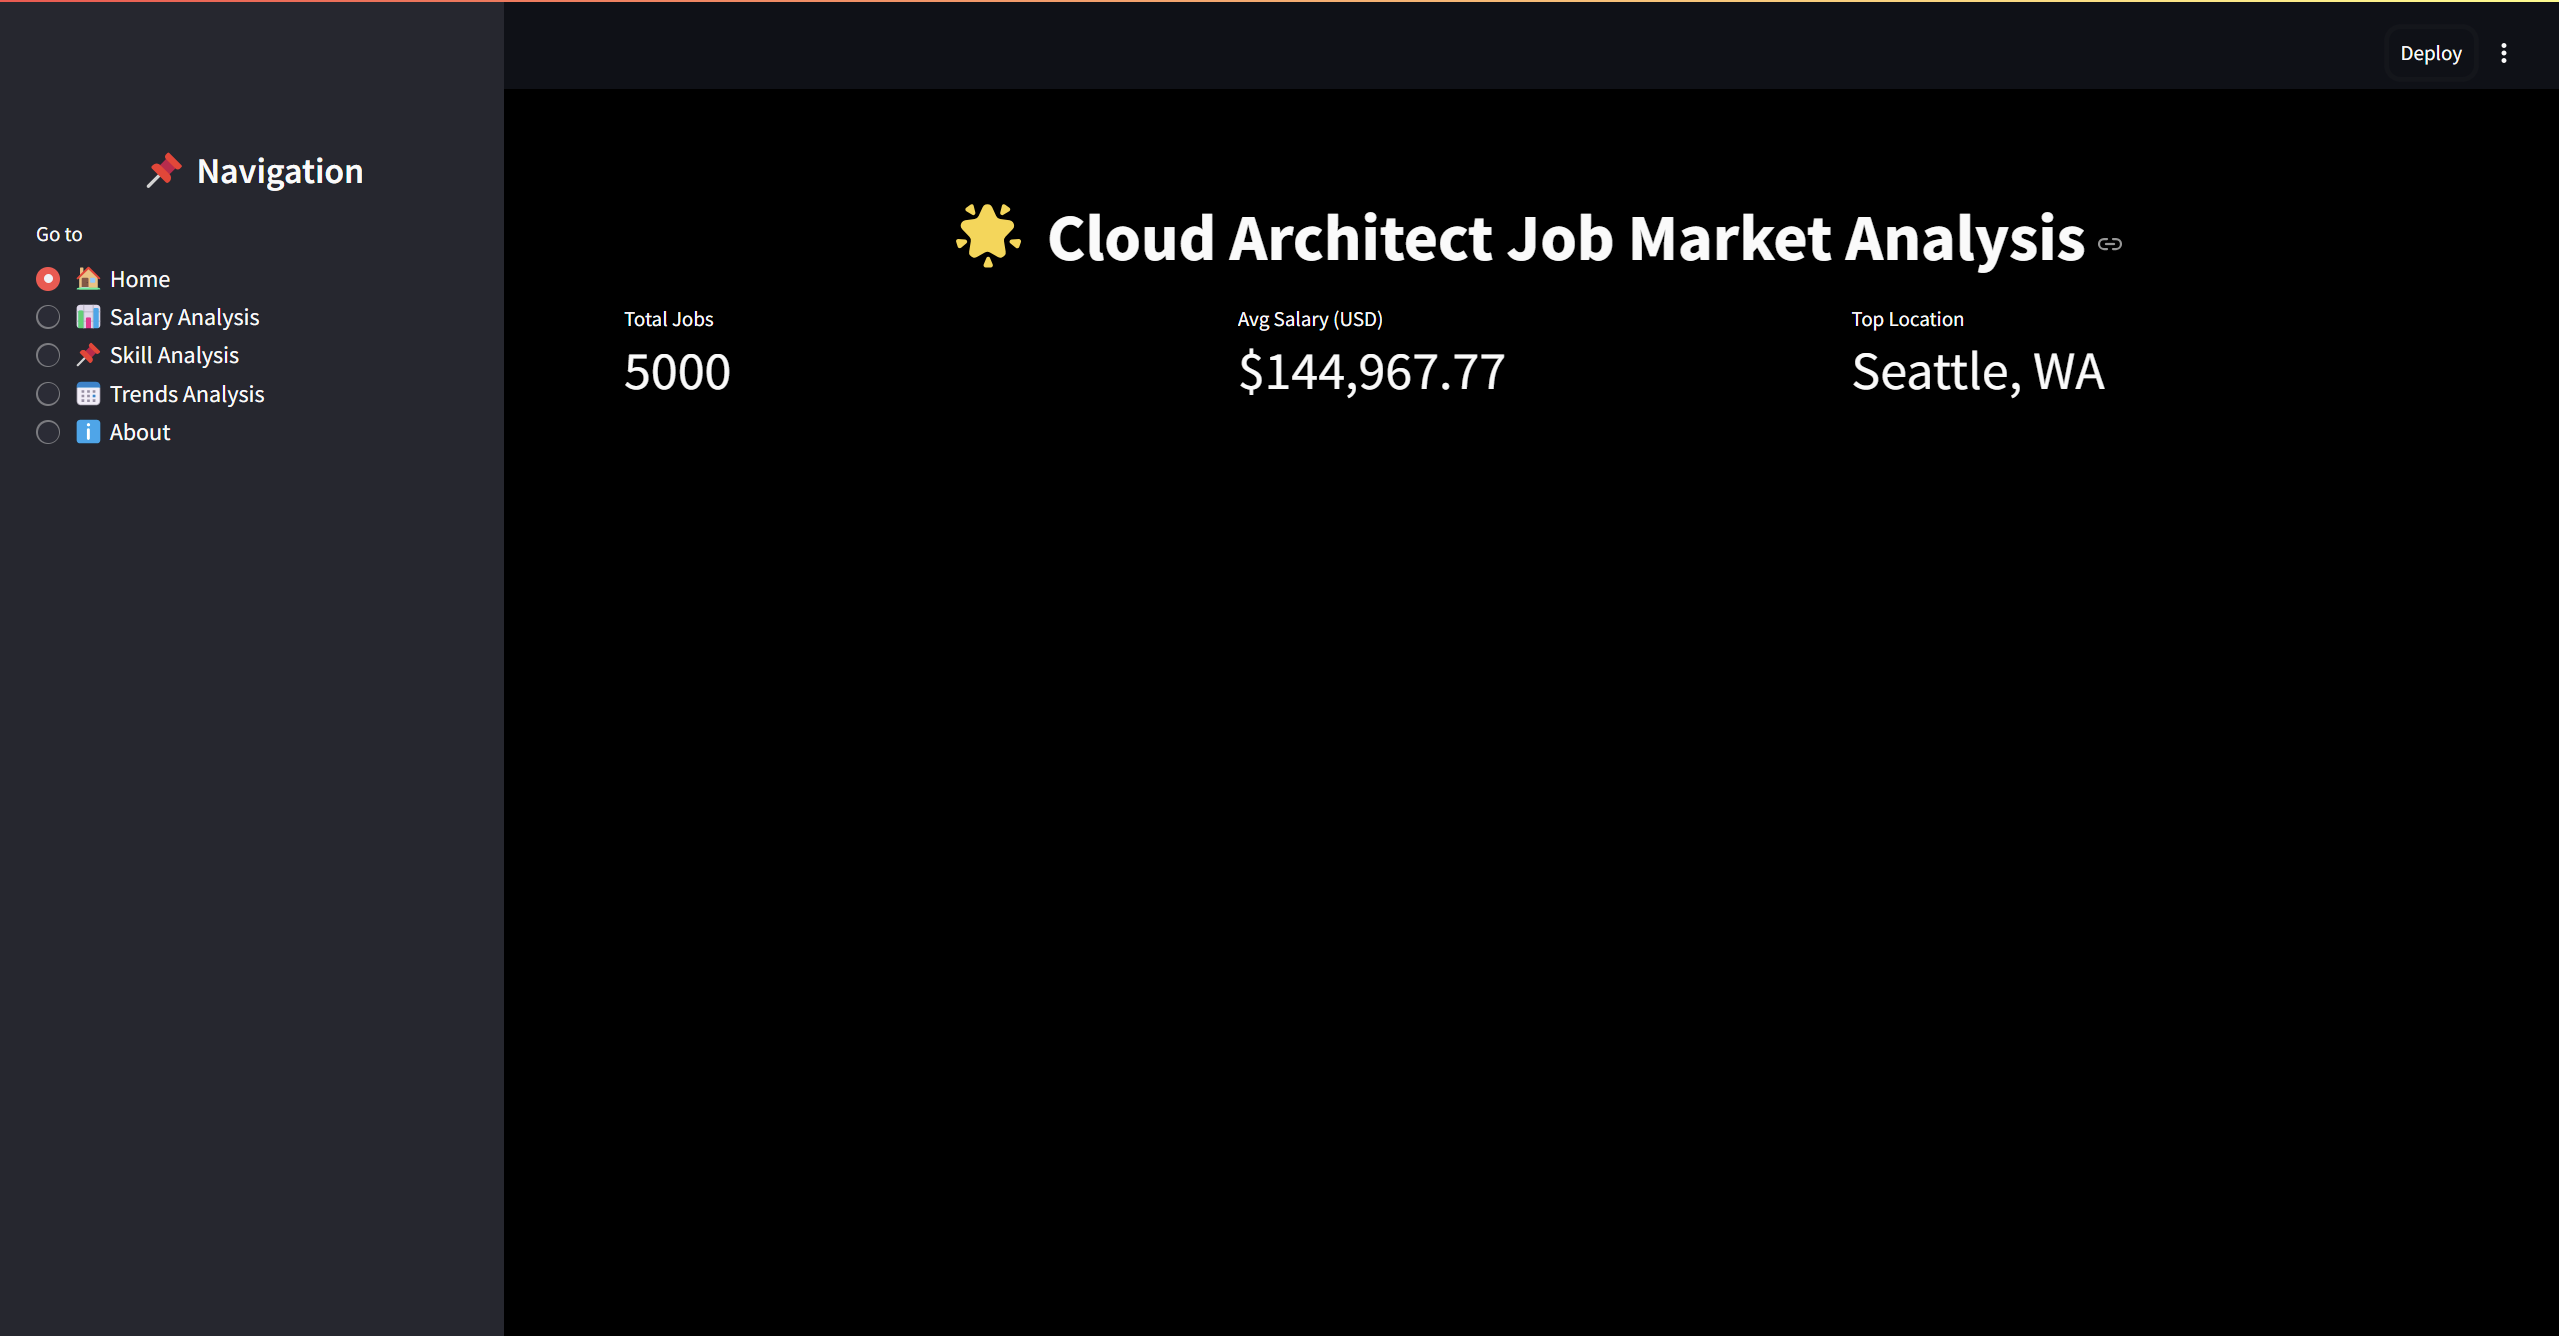 Deploy
Navigation
Go to
Home
Salary Analysis
Skill Analysis
Trends Analysis
About
Cloud Architect Job Market Analysis
Total Jobs
5000
Avg Salary (USD)
$144,967.77
Top Location
Seattle, WA